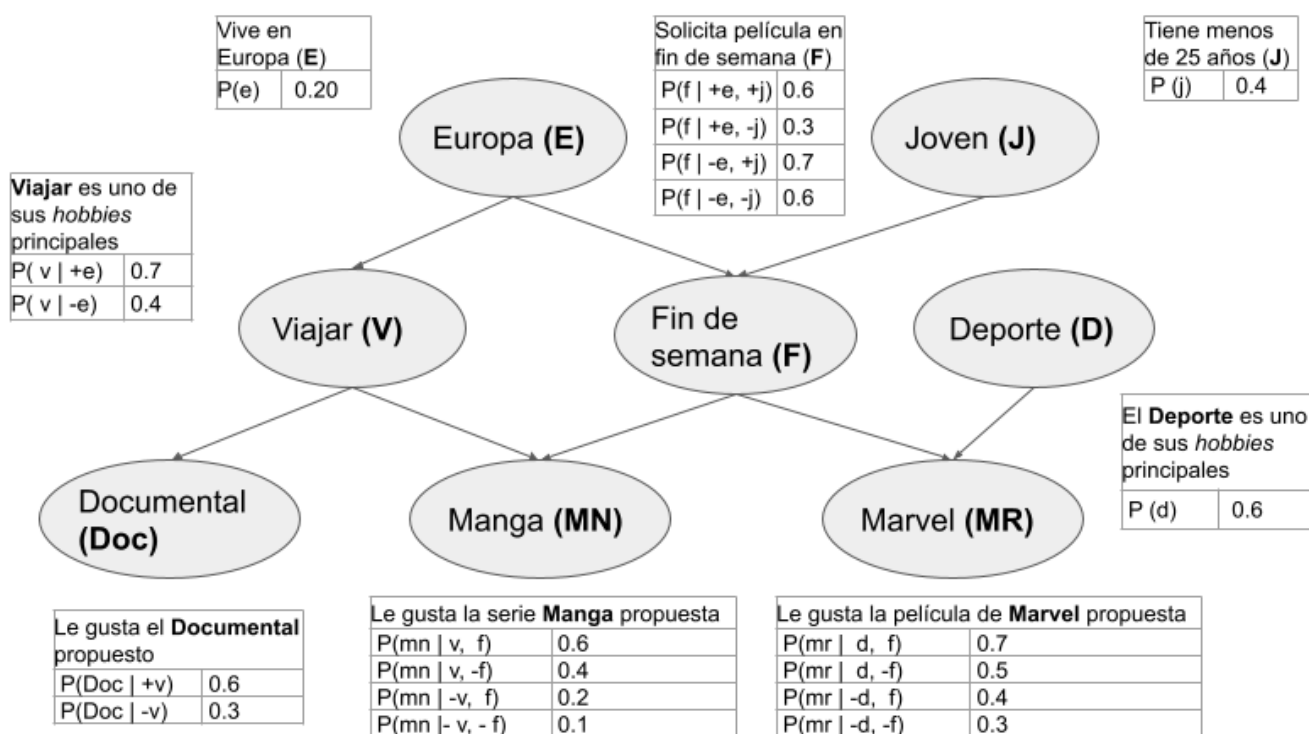 Vive en
Europa (E)
P(e) 0.20
Solicita película en
fin de semana (F)
P(f | +e, +j) 0.6
P(f | +e, -j) 0.3
P(f | -e, +j) 0.7
P(f | -e, -j) 0.6
Tiene menos
de 25 años (J)
P (j) 0.4
Europa (E)
Joven (J)
Viajar es uno de
sus hobbies
principales
P( v | +e) 0.7
P( v | -e) 0.4
Viajar (V)
Fin de
semana (F)
Deporte (D)
El Deporte es uno
de sus hobbies
principales
P (d) 0.6
Documental
(Doc)
Manga (MN)
Marvel (MR)
Le gusta el Documental
propuesto
P(Doc | +v) 0.6
P(Doc | -v) 0.3
Le gusta la serie Manga propuesta
P(mn | v, f) 0.6
P(mn | v, -f) 0.4
P(mn | -v, f) 0.2
P(mn |- v, - f) 0.1
Le gusta la película de Marvel propuesta
P(mr | d, f) 0.7
P(mr | d, -f) 0.5
P(mr | -d, f) 0.4
P(mr | -d, -f) 0.3